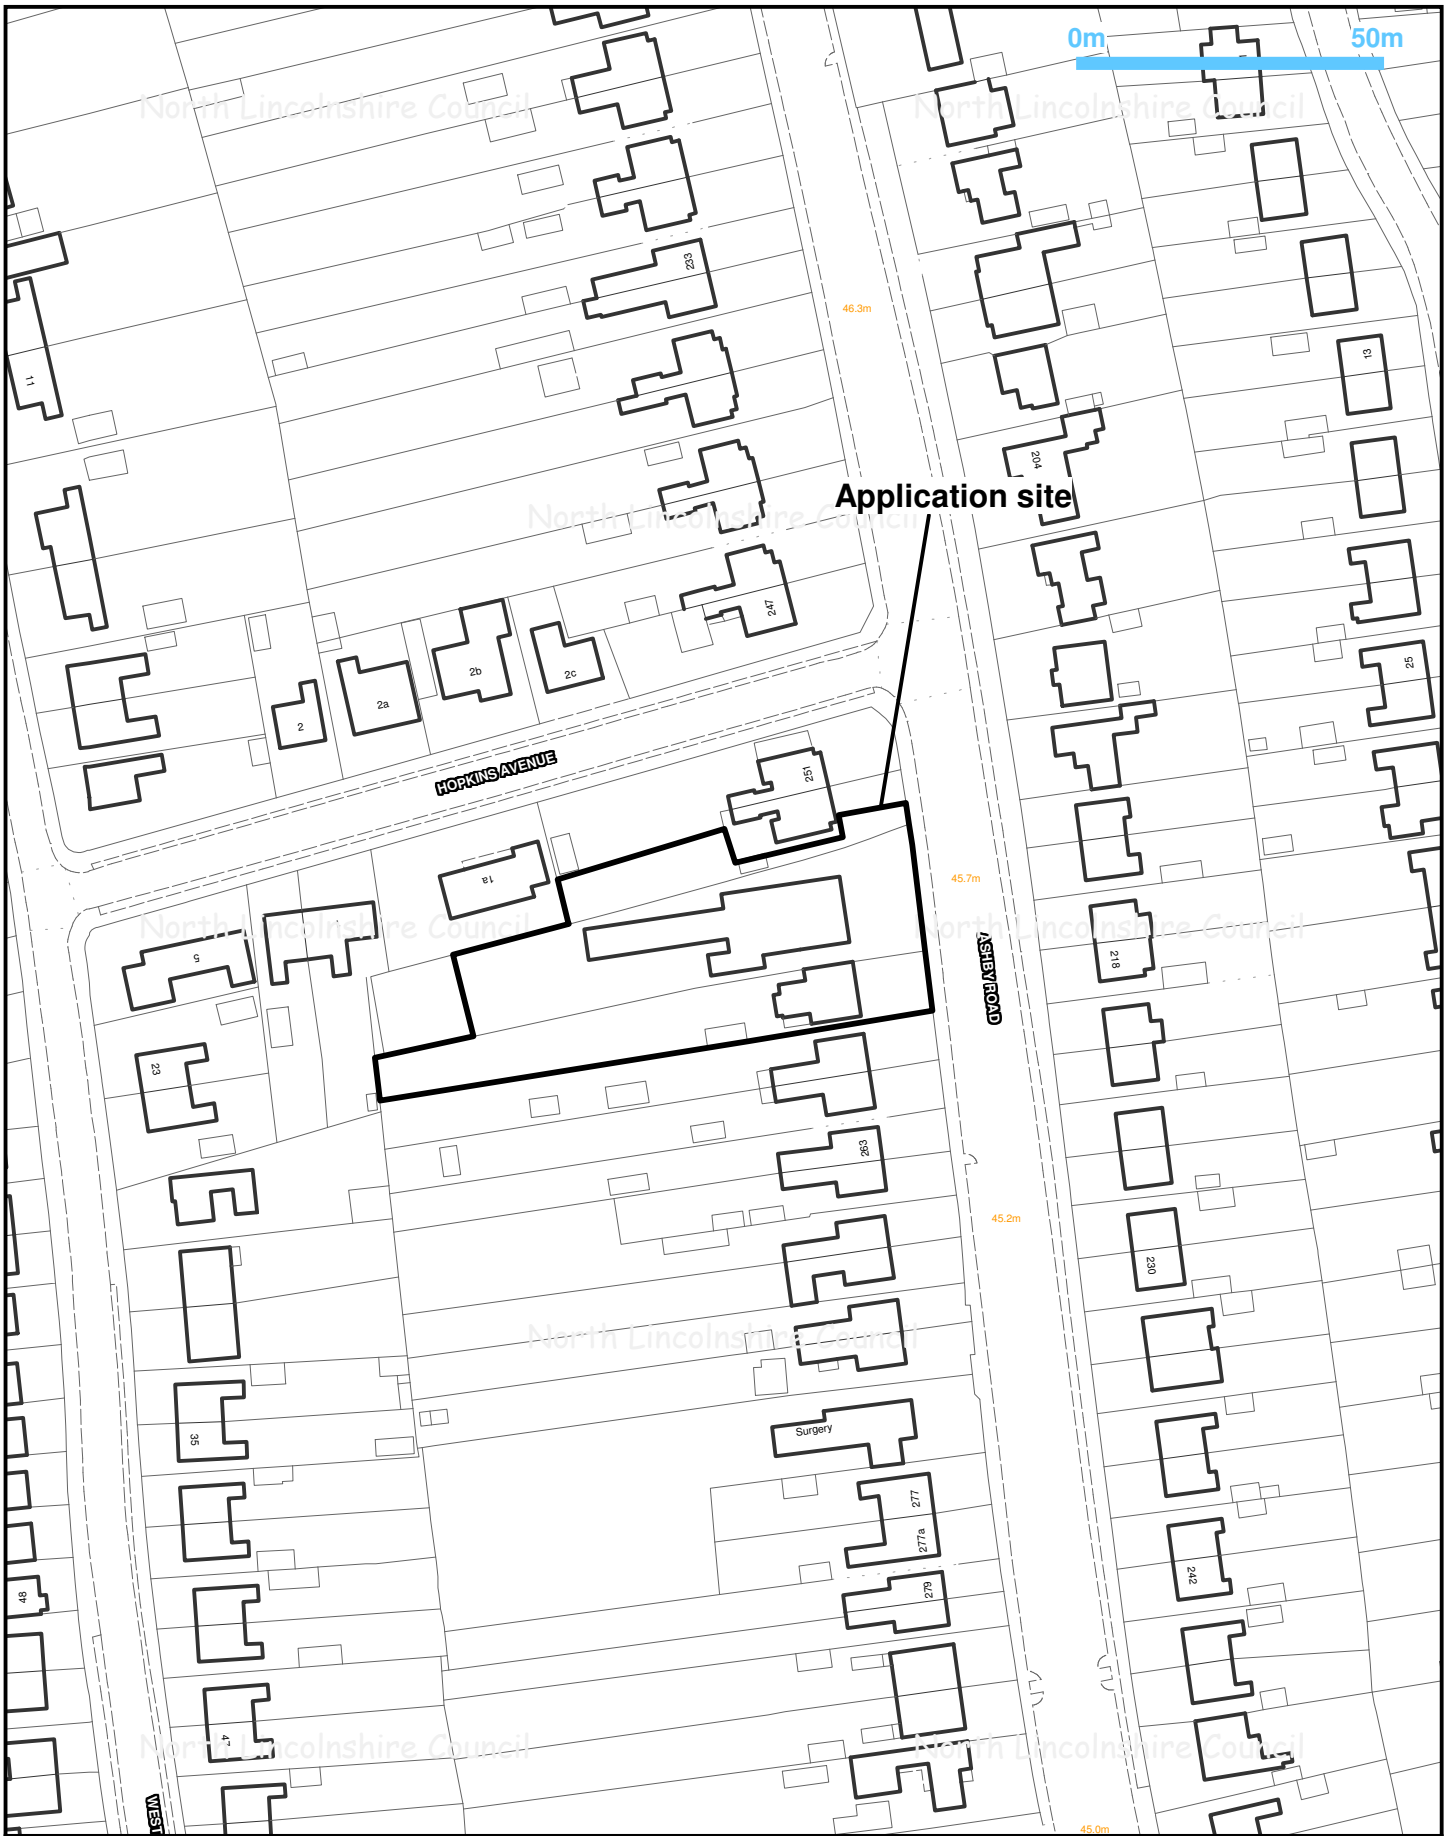 0m 50m
North Lincolnshire Council North Lincolnshire Council
233
46.3m
13
11
204
Application site
North Lincolnshire Council
247
25
2b
2c
2a
2
HOPKINS AVENUE
251
1a
45.7m
North Lincolnshire Council North Lincolnshire Council
5
218
ASHBY ROAD
23
263
45.2m
230
North Lincolnshire Council
35
Surgery
277
277a
242
279
48
47
North Lincolnshire Council North Lincolnshire Council
WEST
45.0m